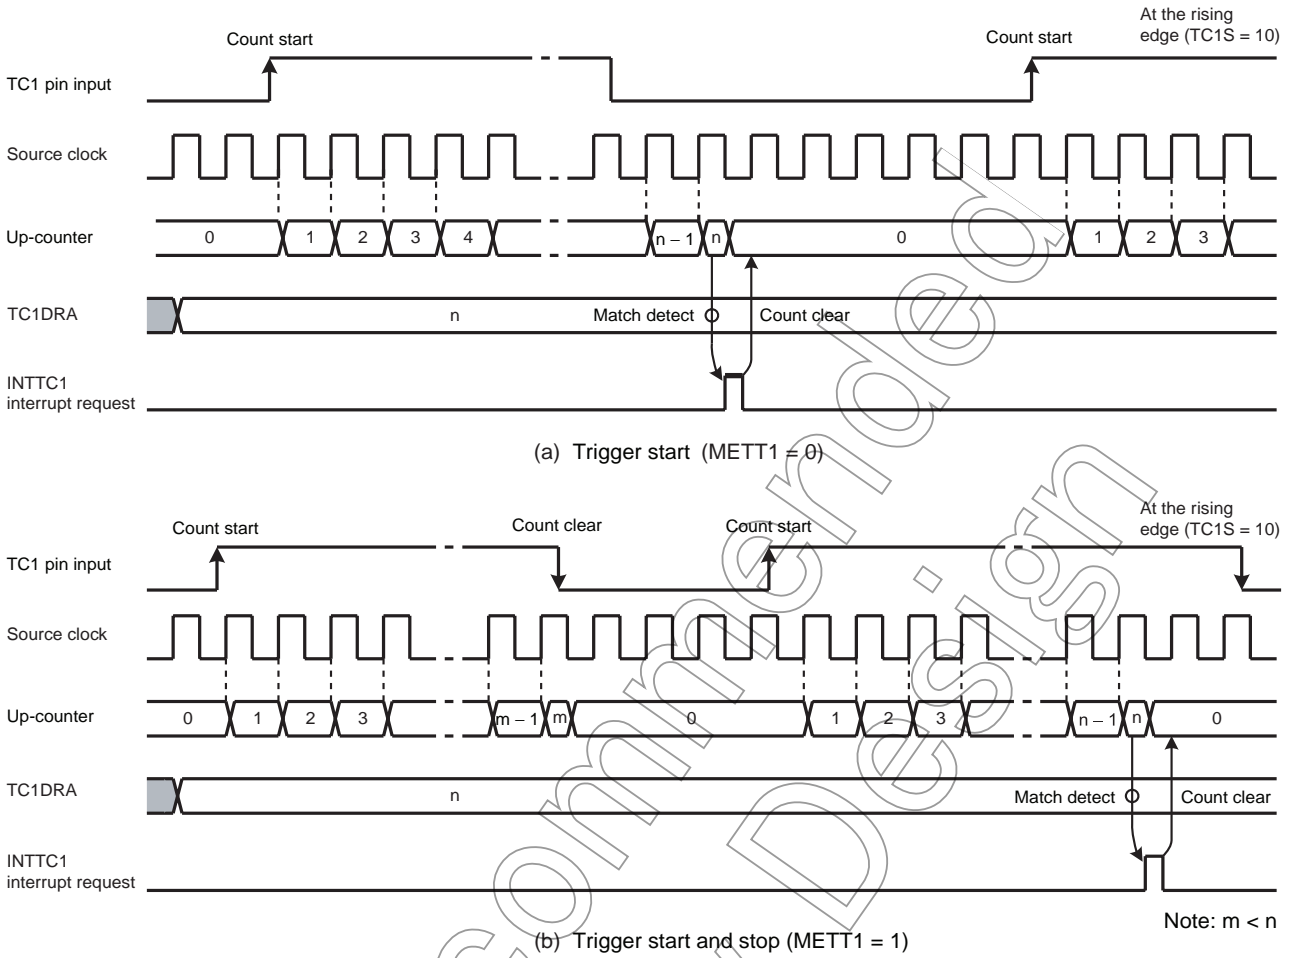 At the rising
edge (TC1S = 10)
Count start
Count start
TC1 pin input
Source clock
Up-counter
0 1 2 3 4 n – 1 n 0 1 2 3
TC1DRA
n
Match detect
Count clear
INTTC1
interrupt request
(a) Trigger start (METT1 = 0)
At the rising
edge (TC1S = 10)
Count start
Count clear
Count start
TC1 pin input
Source clock
Up-counter
0 1 2 3 m – 1 m 0 1 2 3 n – 1 n 0
TC1DRA
n
Match detect
Count clear
INTTC1
interrupt request
Note: m < n
(b) Trigger start and stop (METT1 = 1)